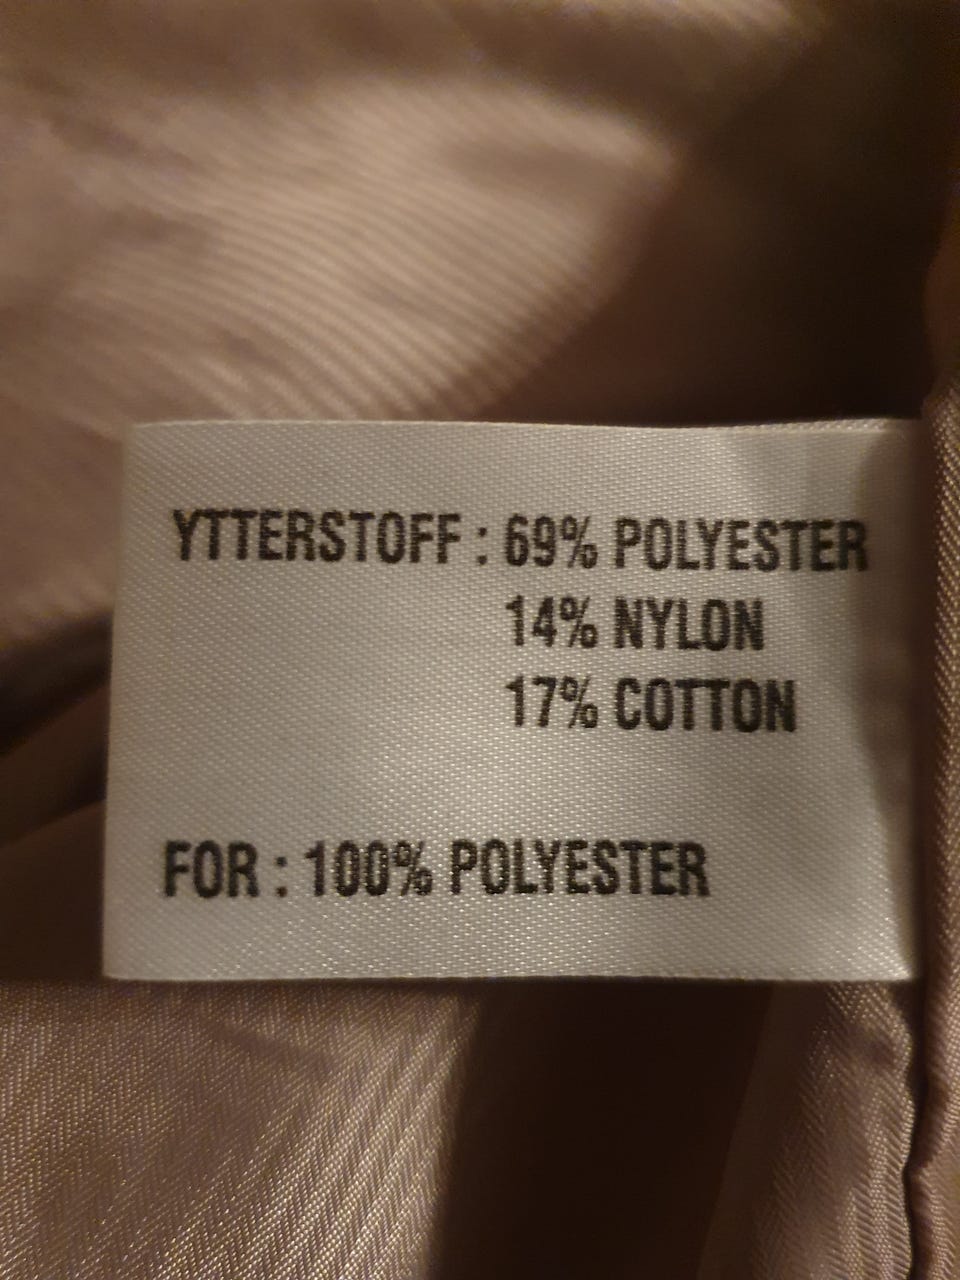 YTTERSTOFF : 69% POLYESTER
14% NYLON
17% COTTON
FOR : 100% POLYESTER